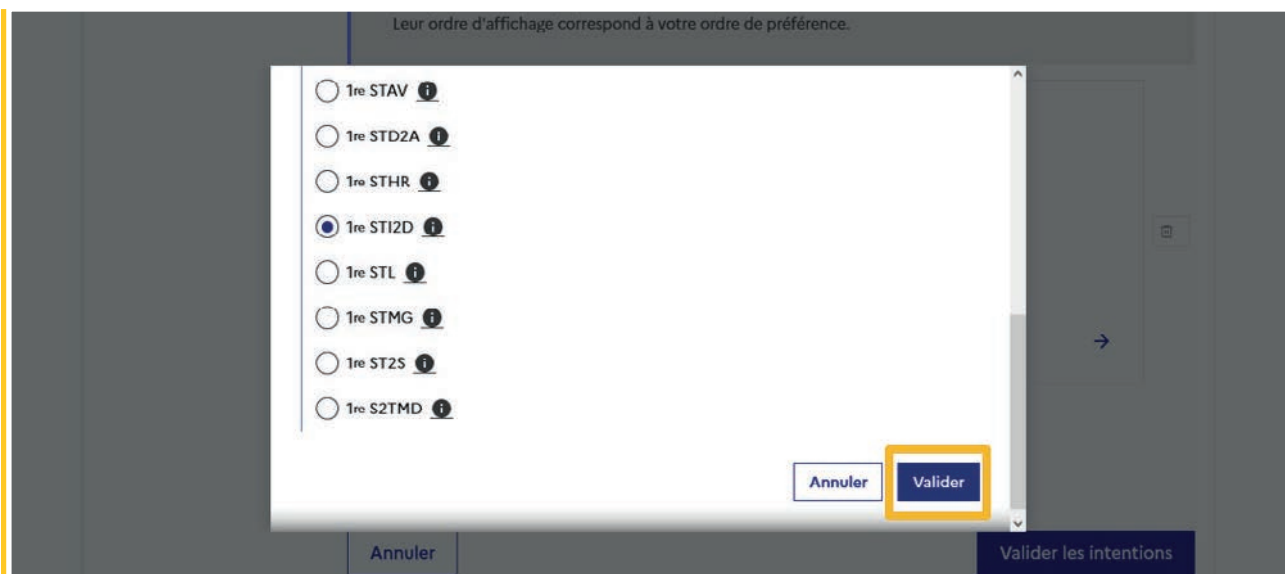 Leur ordre d'affichage correspond à votre ordre de préférence.
1re STAV
1re STD2A
1re STHR
1re STI2D
1re STL
1re STMG
1re ST2S
1re S2TMD
Annuler Valider
Annuler Valider les intentions